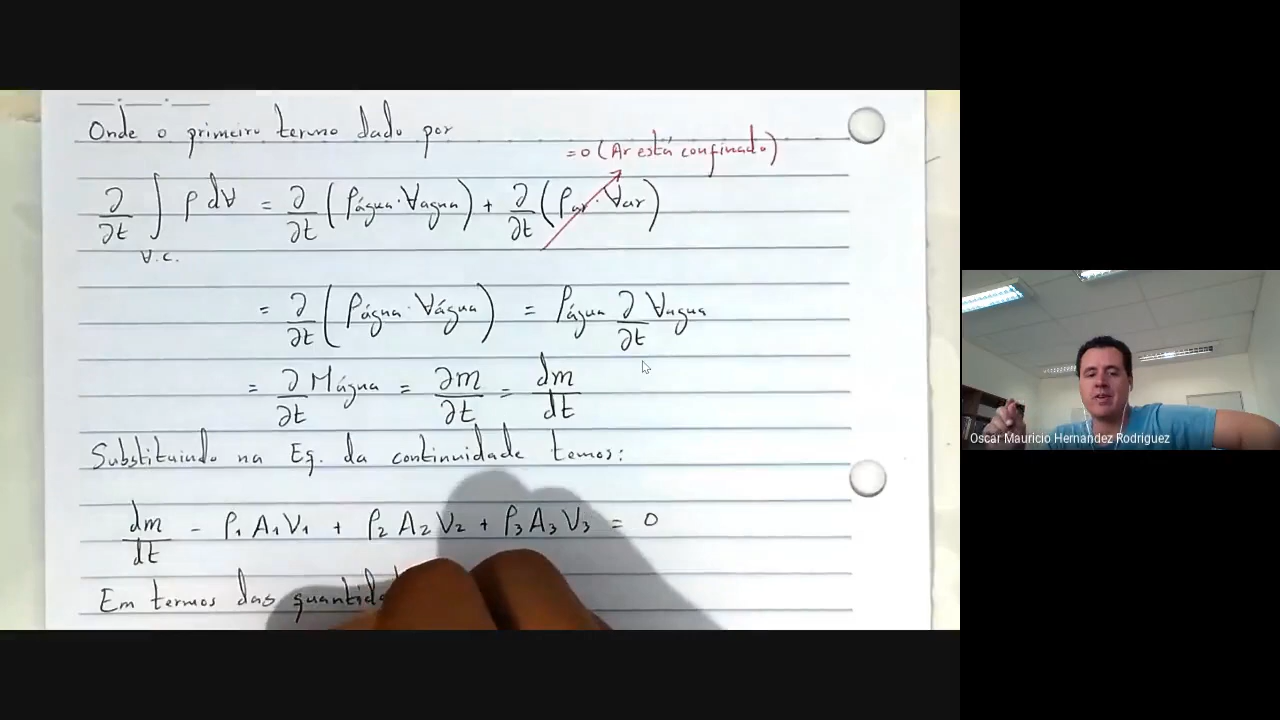 Onde o primeiro termo dado por
=0 (Ar está confinado)
∂/∂t ∫ ρ d∀ = ∂/∂t (ρágua · ∀agua) + ∂/∂t (ρar · ∀ar)
∀.C.
= ∂/∂t (ρágua · ∀água) = ρágua ∂/∂t ∀agua
= ∂/∂t Mágua = ∂m/∂t = dm/dt
Substituindo na Eq. da continuidade temos:
dm/dt - ρ1 A1 V1 + ρ2 A2 V2 + ρ3 A3 V3 = 0
Em termos das
Oscar Mauricio Hernandez Rodriguez